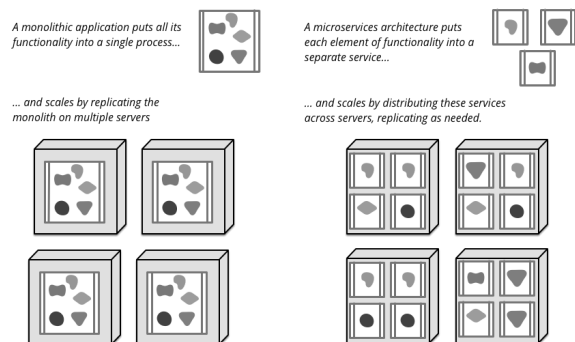 A monolithic application puts all its
functionality into a single process...
A microservices architecture puts
each element of functionality into a
separate service...
... and scales by replicating the
monolith on multiple servers
... and scales by distributing these services
across servers, replicating as needed.